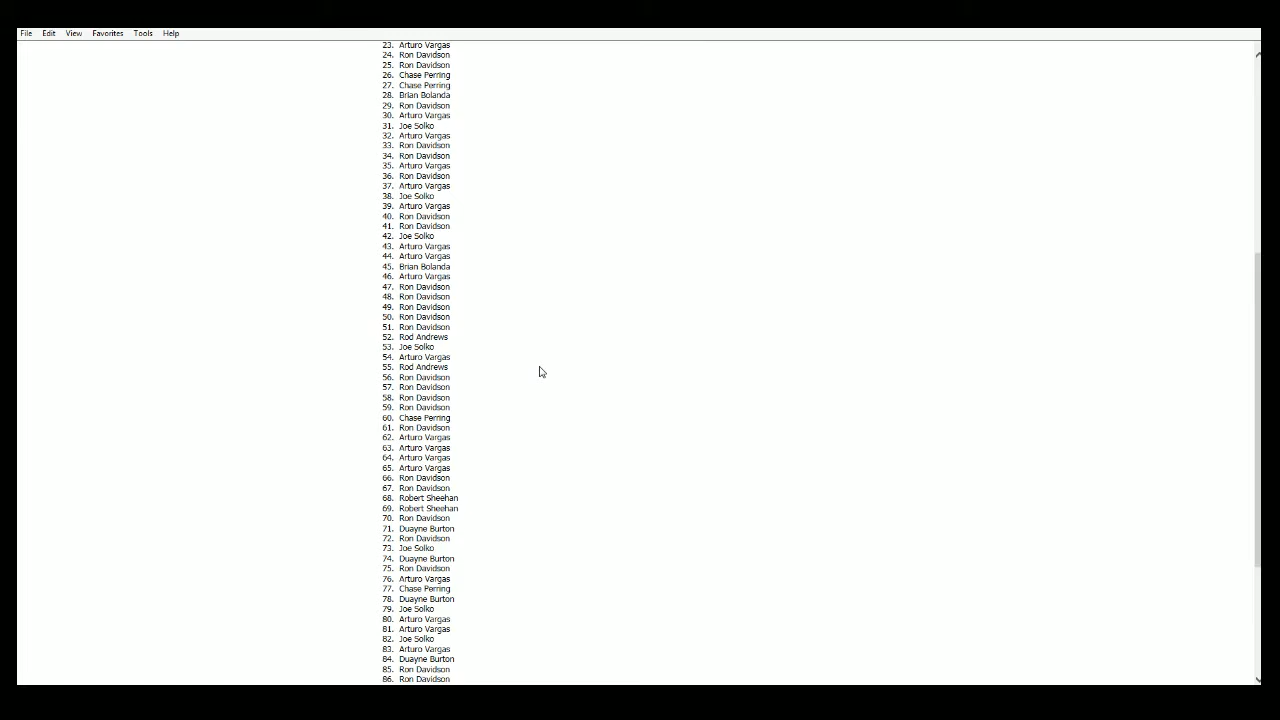 File Edit View Favorites Tools Help
23. Arturo Vargas
24. Ron Davidson
25. Ron Davidson
26. Chase Perring
27. Chase Perring
28. Brian Bolanda
29. Ron Davidson
30. Arturo Vargas
31. Joe Solko
32. Arturo Vargas
33. Ron Davidson
34. Ron Davidson
35. Arturo Vargas
36. Ron Davidson
37. Arturo Vargas
38. Joe Solko
39. Arturo Vargas
40. Ron Davidson
41. Ron Davidson
42. Joe Solko
43. Arturo Vargas
44. Arturo Vargas
45. Brian Bolanda
46. Arturo Vargas
47. Ron Davidson
48. Ron Davidson
49. Ron Davidson
50. Ron Davidson
51. Ron Davidson
52. Rod Andrews
53. Joe Solko
54. Arturo Vargas
55. Rod Andrews
56. Ron Davidson
57. Ron Davidson
58. Ron Davidson
59. Ron Davidson
60. Chase Perring
61. Ron Davidson
62. Arturo Vargas
63. Arturo Vargas
64. Arturo Vargas
65. Arturo Vargas
66. Ron Davidson
67. Ron Davidson
68. Robert Sheehan
69. Robert Sheehan
70. Ron Davidson
71. Duayne Burton
72. Ron Davidson
73. Joe Solko
74. Duayne Burton
75. Ron Davidson
76. Arturo Vargas
77. Chase Perring
78. Duayne Burton
79. Joe Solko
80. Arturo Vargas
81. Arturo Vargas
82. Joe Solko
83. Arturo Vargas
84. Duayne Burton
85. Ron Davidson
86. Ron Davidson